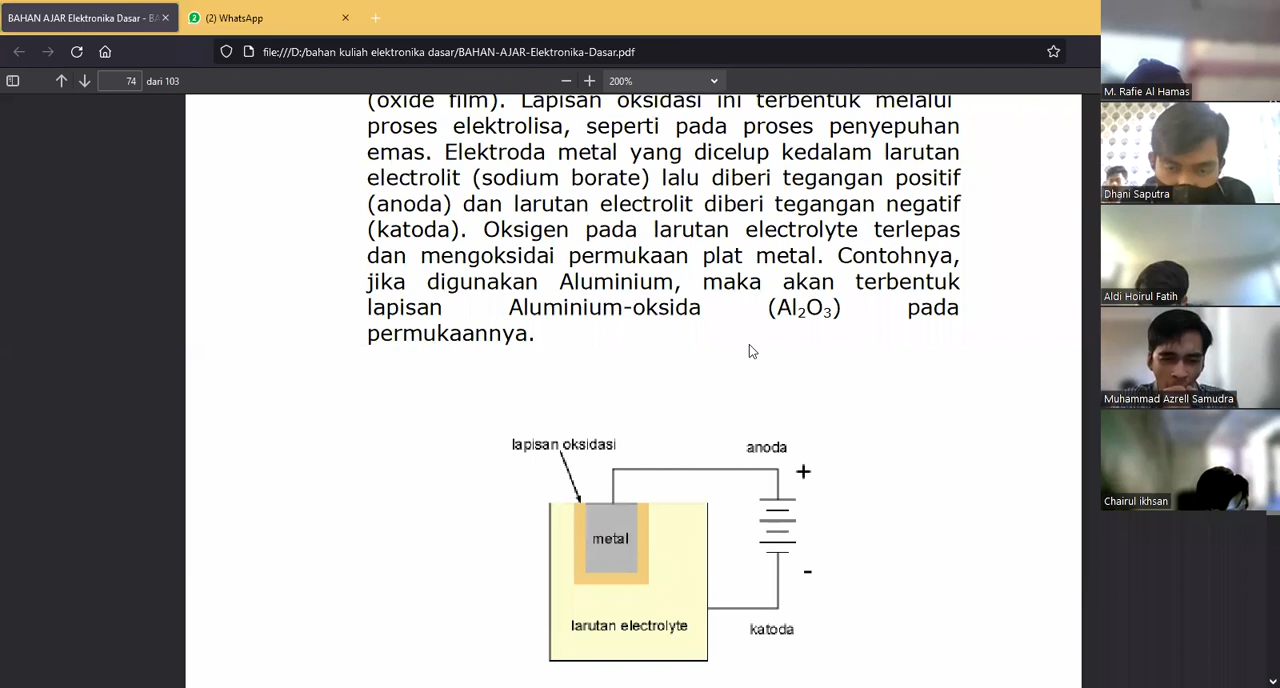 BAHAN AJAR Elektronika Dasar - BA
2 (2) WhatsApp
file:///D:/bahan kuliah elektronika dasar/BAHAN-AJAR-Elektronika-Dasar.pdf
74 dari 103
200%
(oxide film). Lapisan oksidasi ini terbentuk melalui
proses elektrolisa, seperti pada proses penyepuhan
emas. Elektroda metal yang dicelup kedalam larutan
electrolit (sodium borate) lalu diberi tegangan positif
(anoda) dan larutan electrolit diberi tegangan negatif
(katoda). Oksigen pada larutan electrolyte terlepas
dan mengoksidai permukaan plat metal. Contohnya,
jika digunakan Aluminium, maka akan terbentuk
lapisan Aluminium-oksida (Al₂O₃) pada
permukaannya.
lapisan oksidasi
anoda
+
metal
-
larutan electrolyte
katoda
M. Rafie Al Hamas
Dhani Saputra
Aldi Hoirul Fatih
Muhammad Azrell Samudra
Chairul ikhsan